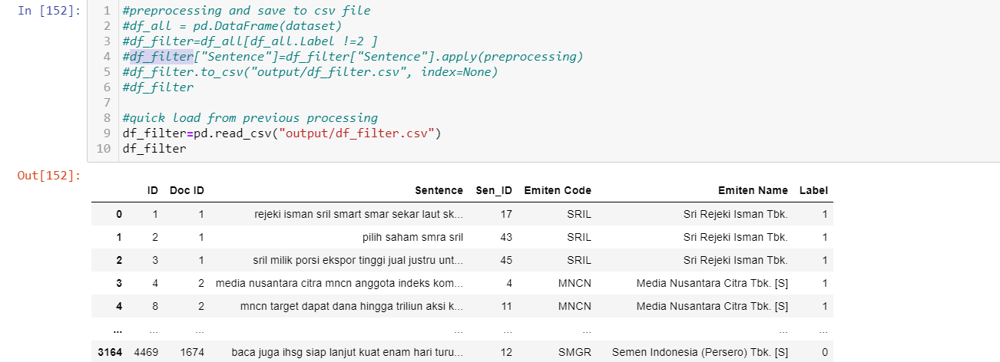 In [152]:
1 #preprocessing and save to csv file
2 #df_all = pd.DataFrame(dataset)
3 #df_filter=df_all[df_all.Label !=2 ]
4 #df_filter["Sentence"]=df_filter["Sentence"].apply(preprocessing)
5 #df_filter.to_csv("output/df_filter.csv", index=None)
6 #df_filter
7
8 #quick load from previous processing
9 df_filter=pd.read_csv("output/df_filter.csv")
10 df_filter
Out[152]:
ID Doc ID Sentence Sen_ID Emiten Code Emiten Name Label
0 1 1 rejeki isman sril smart smar sekar laut sk... 17 SRIL Sri Rejeki Isman Tbk. 1
1 2 1 pilih saham smra sril 43 SRIL Sri Rejeki Isman Tbk. 1
2 3 1 sril milik porsi ekspor tinggi jual justru unt... 45 SRIL Sri Rejeki Isman Tbk. 1
3 4 2 media nusantara citra mncn anggota indeks kom... 4 MNCN Media Nusantara Citra Tbk. [S] 1
4 8 2 mncn target dapat dana hingga triliun aksi k... 11 MNCN Media Nusantara Citra Tbk. [S] 1
... ... ... ... ... ... ... ...
3164 4469 1674 baca juga ihsg siap lanjut kuat enam hari turu... 12 SMGR Semen Indonesia (Persero) Tbk. [S] 0